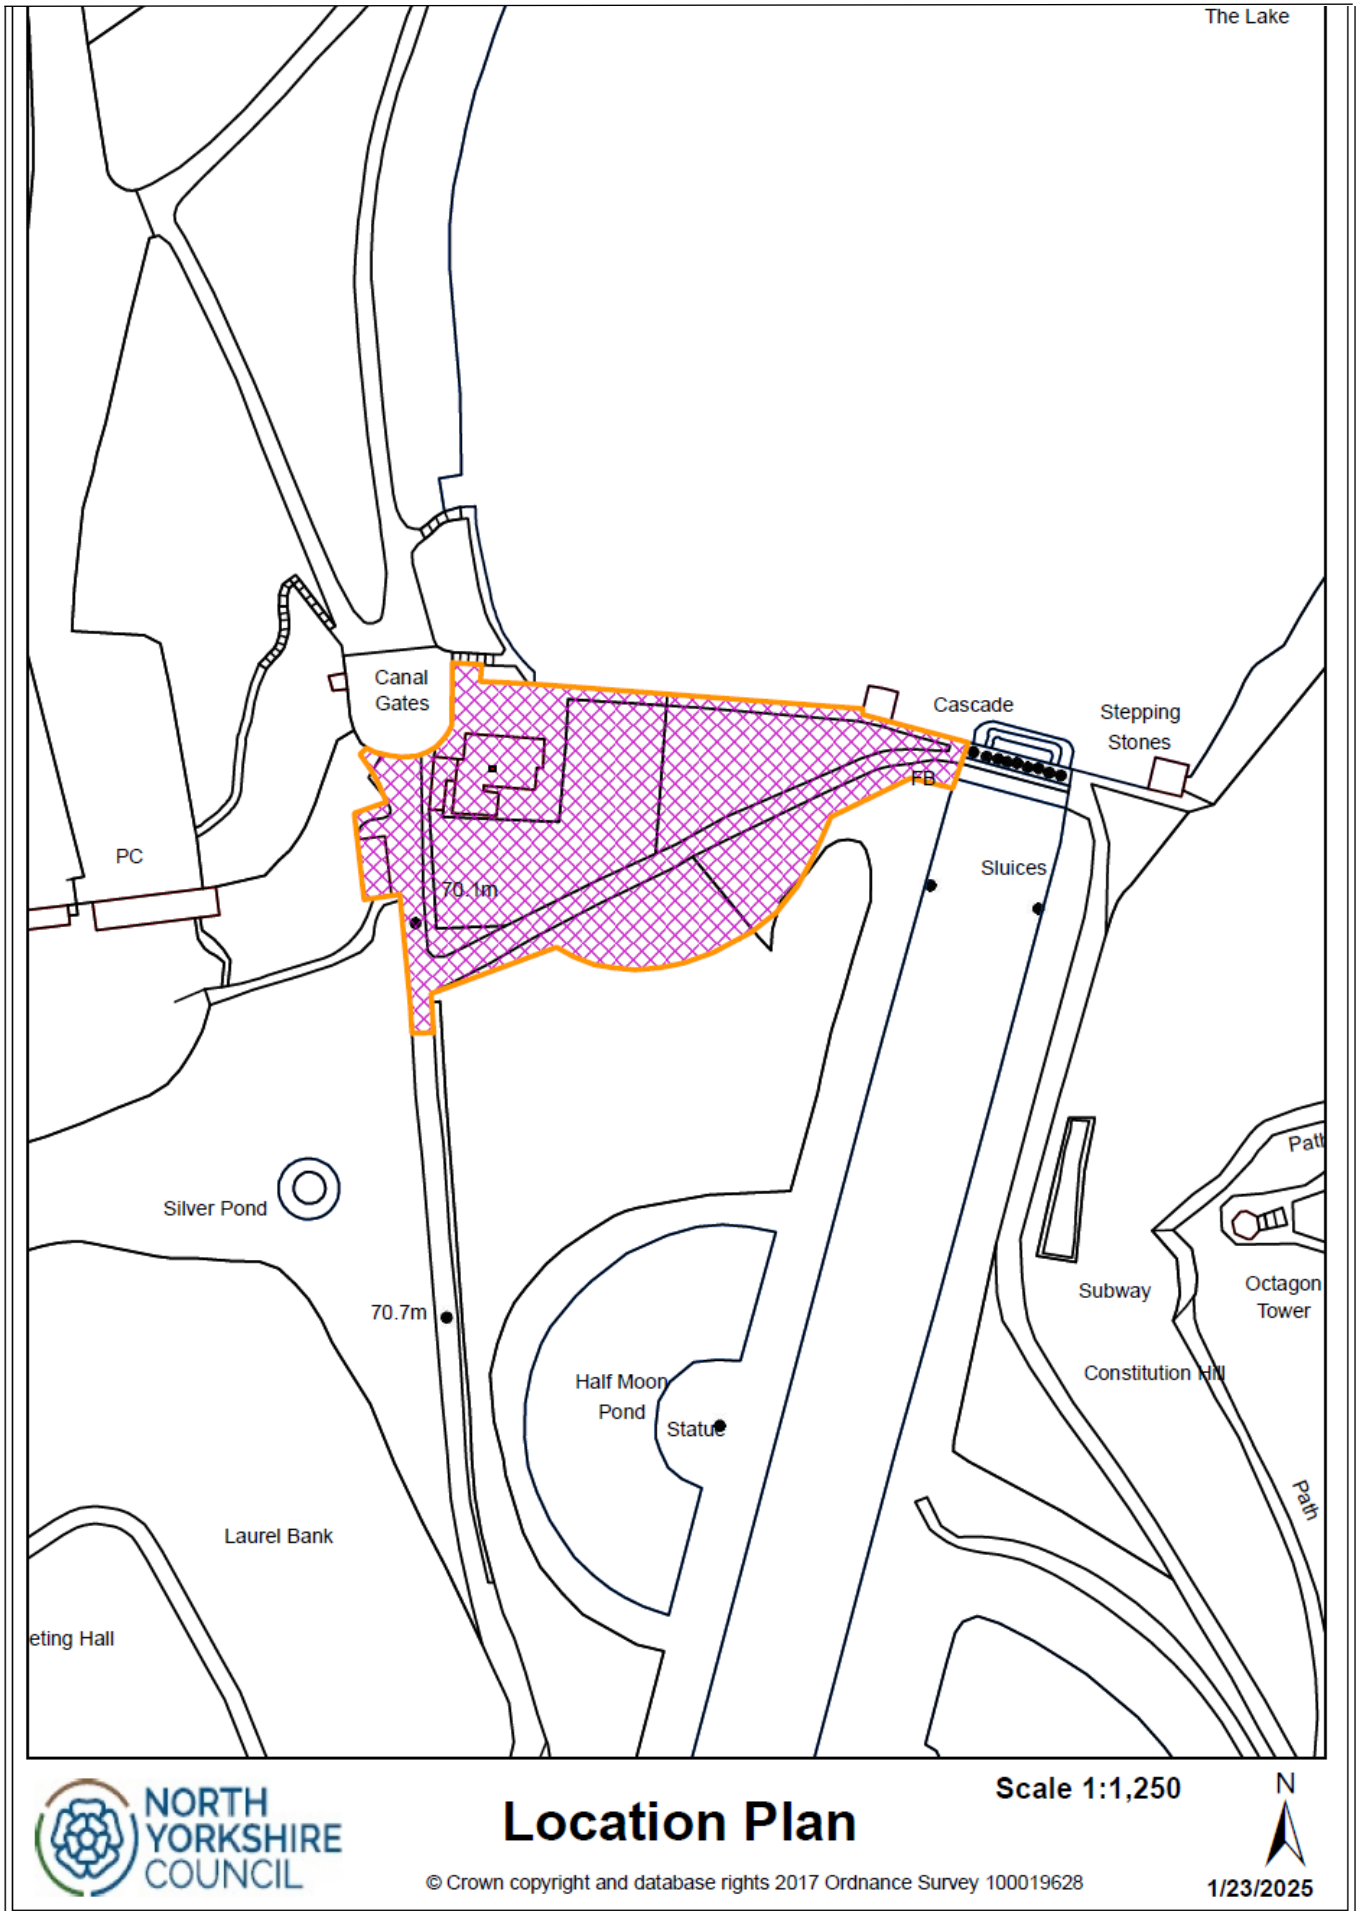 The Lake
Canal
Gates
Cascade
Stepping
Stones
FB
PC
Sluices
70.1m
Path
Silver Pond
Subway
Octagon
Tower
70.7m
Constitution Hill
Half Moon
Pond
Statue
Path
Laurel Bank
eting Hall
NORTH
YORKSHIRE
COUNCIL
Location Plan
Scale 1:1,250
N
© Crown copyright and database rights 2017 Ordnance Survey 100019628
1/23/2025